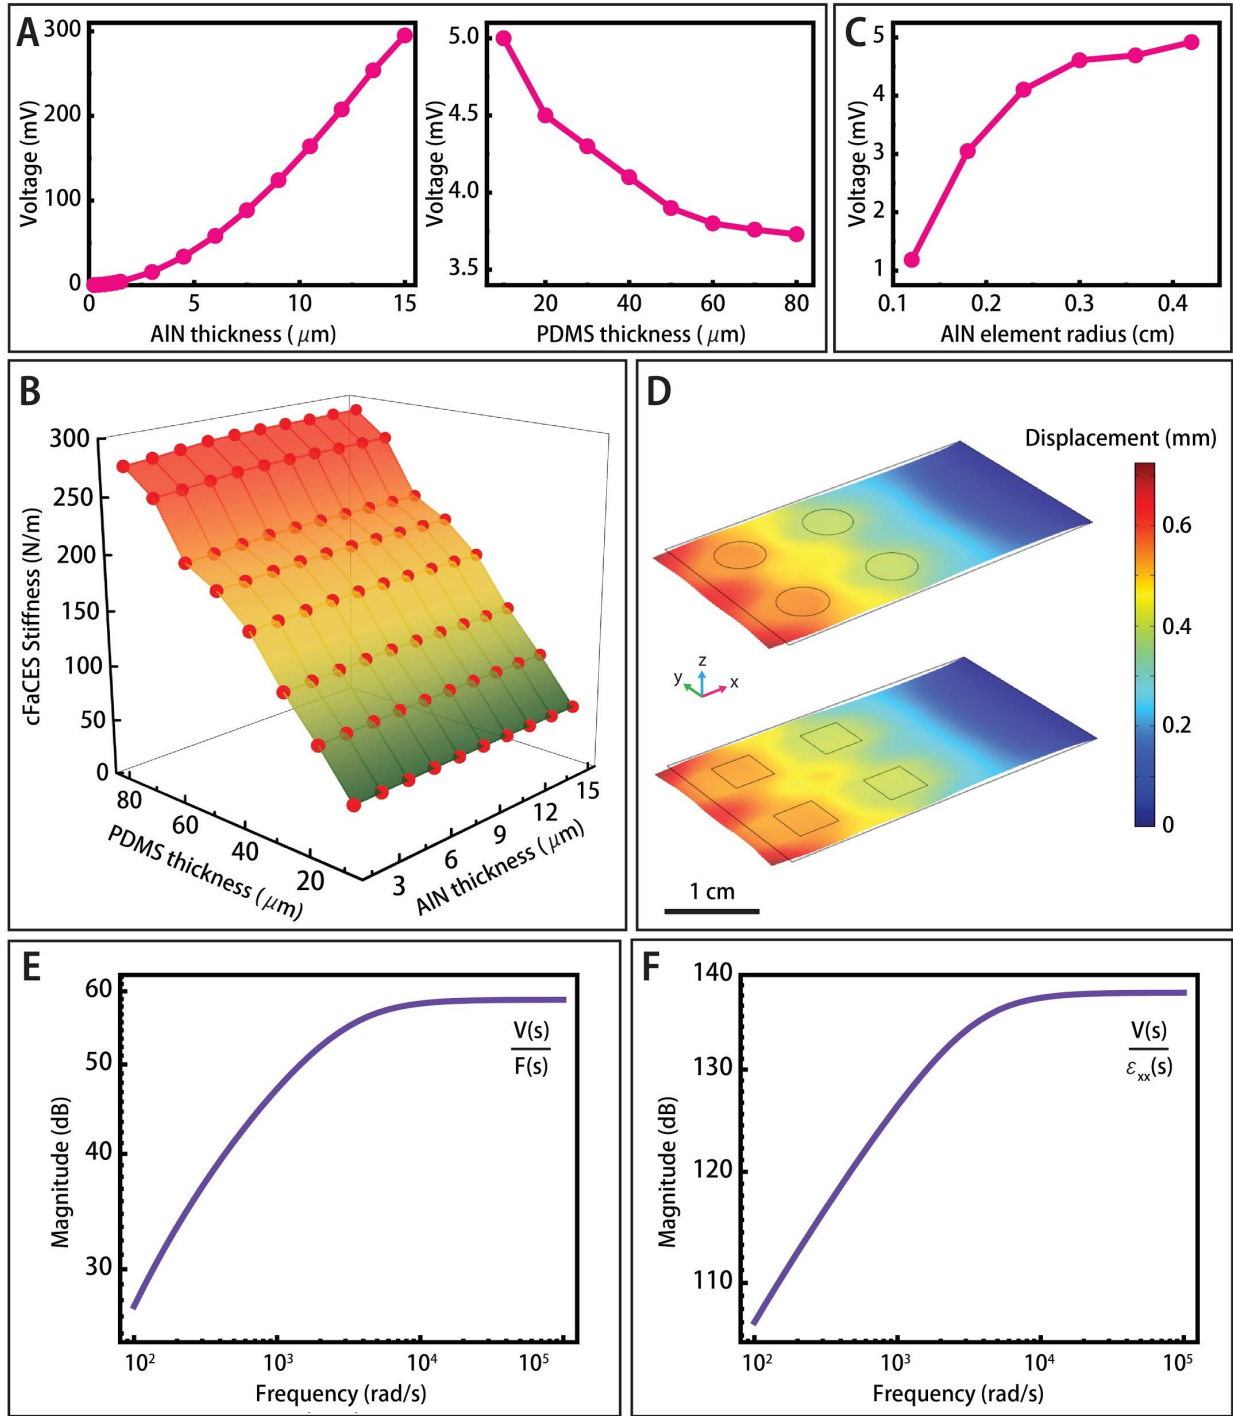 A
Voltage (mV)
300
200
100
0
0 5 10 15
AlN thickness ( μm)
Voltage (mV)
5.0
4.5
4.0
3.5
20 40 60 80
PDMS thickness ( μm)
C
Voltage (mV)
5
4
3
2
1
0.1 0.2 0.3 0.4
AlN element radius (cm)
B
cFaCES Stiffness (N/m)
300
250
200
150
100
50
0
80 60 40 20
PDMS thickness ( μm)
3 6 9 12 15
AlN thickness ( μm)
D
Displacement (mm)
0.6
0.4
0.2
0
z
y
x
1 cm
E
Magnitude (dB)
60
50
40
30
V(s)
F(s)
10² 10³ 10⁴ 10⁵
Frequency (rad/s)
F
Magnitude (dB)
140
130
120
110
V(s)
εxx(s)
10² 10³ 10⁴ 10⁵
Frequency (rad/s)